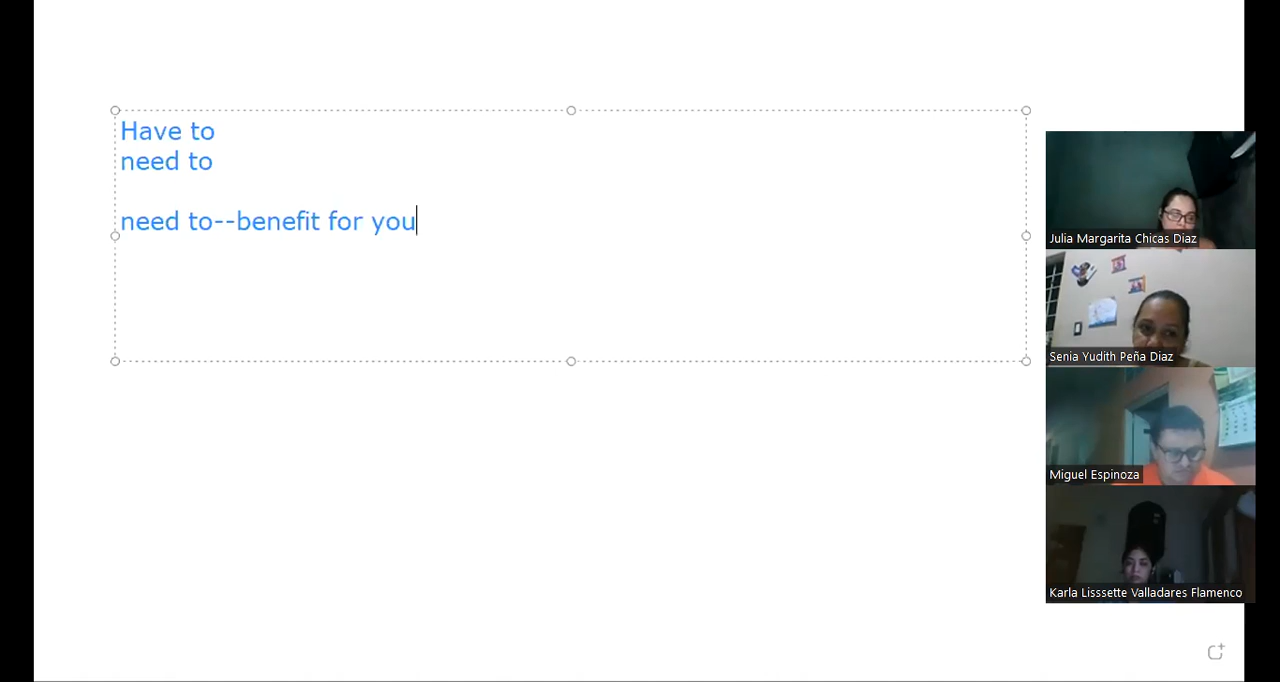 Have to
need to
need to--benefit for you
Julia Margarita Chicas Diaz
Senia Yudith Peña Diaz
Miguel Espinoza
Karla Lisssette Valladares Flamenco